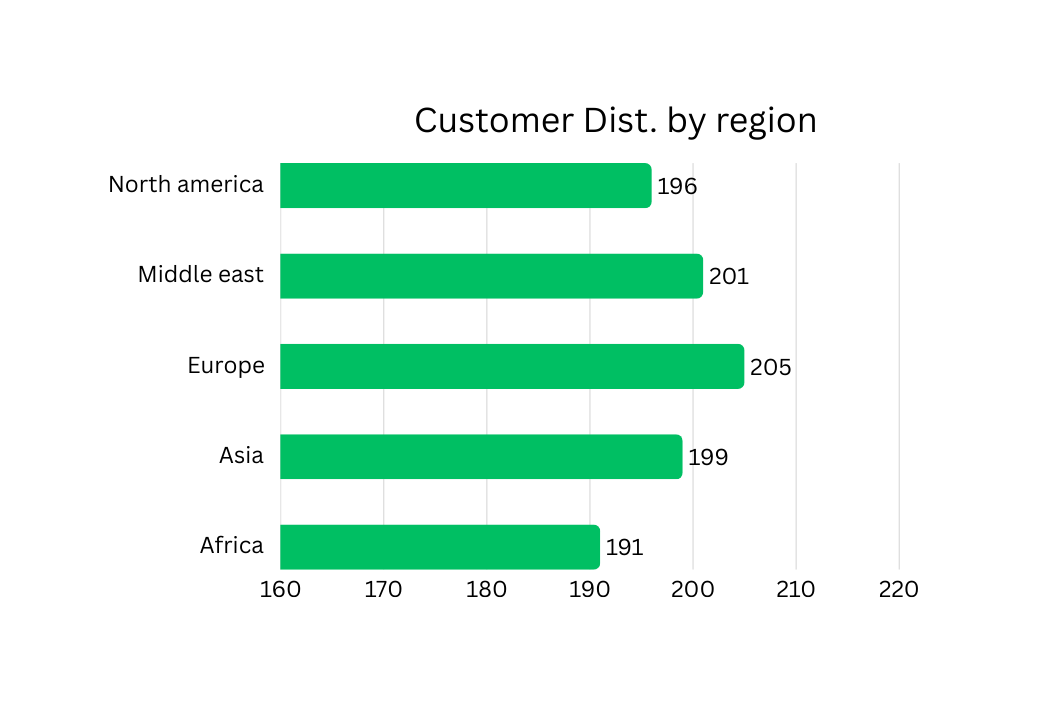 Customer Dist. by region
North america 196
Middle east 201
Europe 205
Asia 199
Africa 191
160 170 180 190 200 210 220